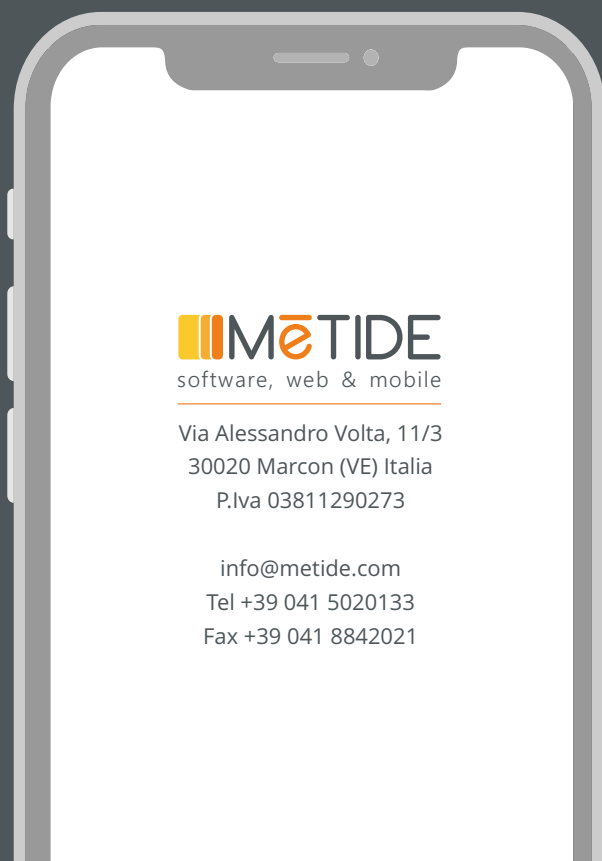 MēTIDE
software, web & mobile
Via Alessandro Volta, 11/3
30020 Marcon (VE) Italia
P.Iva 03811290273
info@metide.com
Tel +39 041 5020133
Fax +39 041 8842021